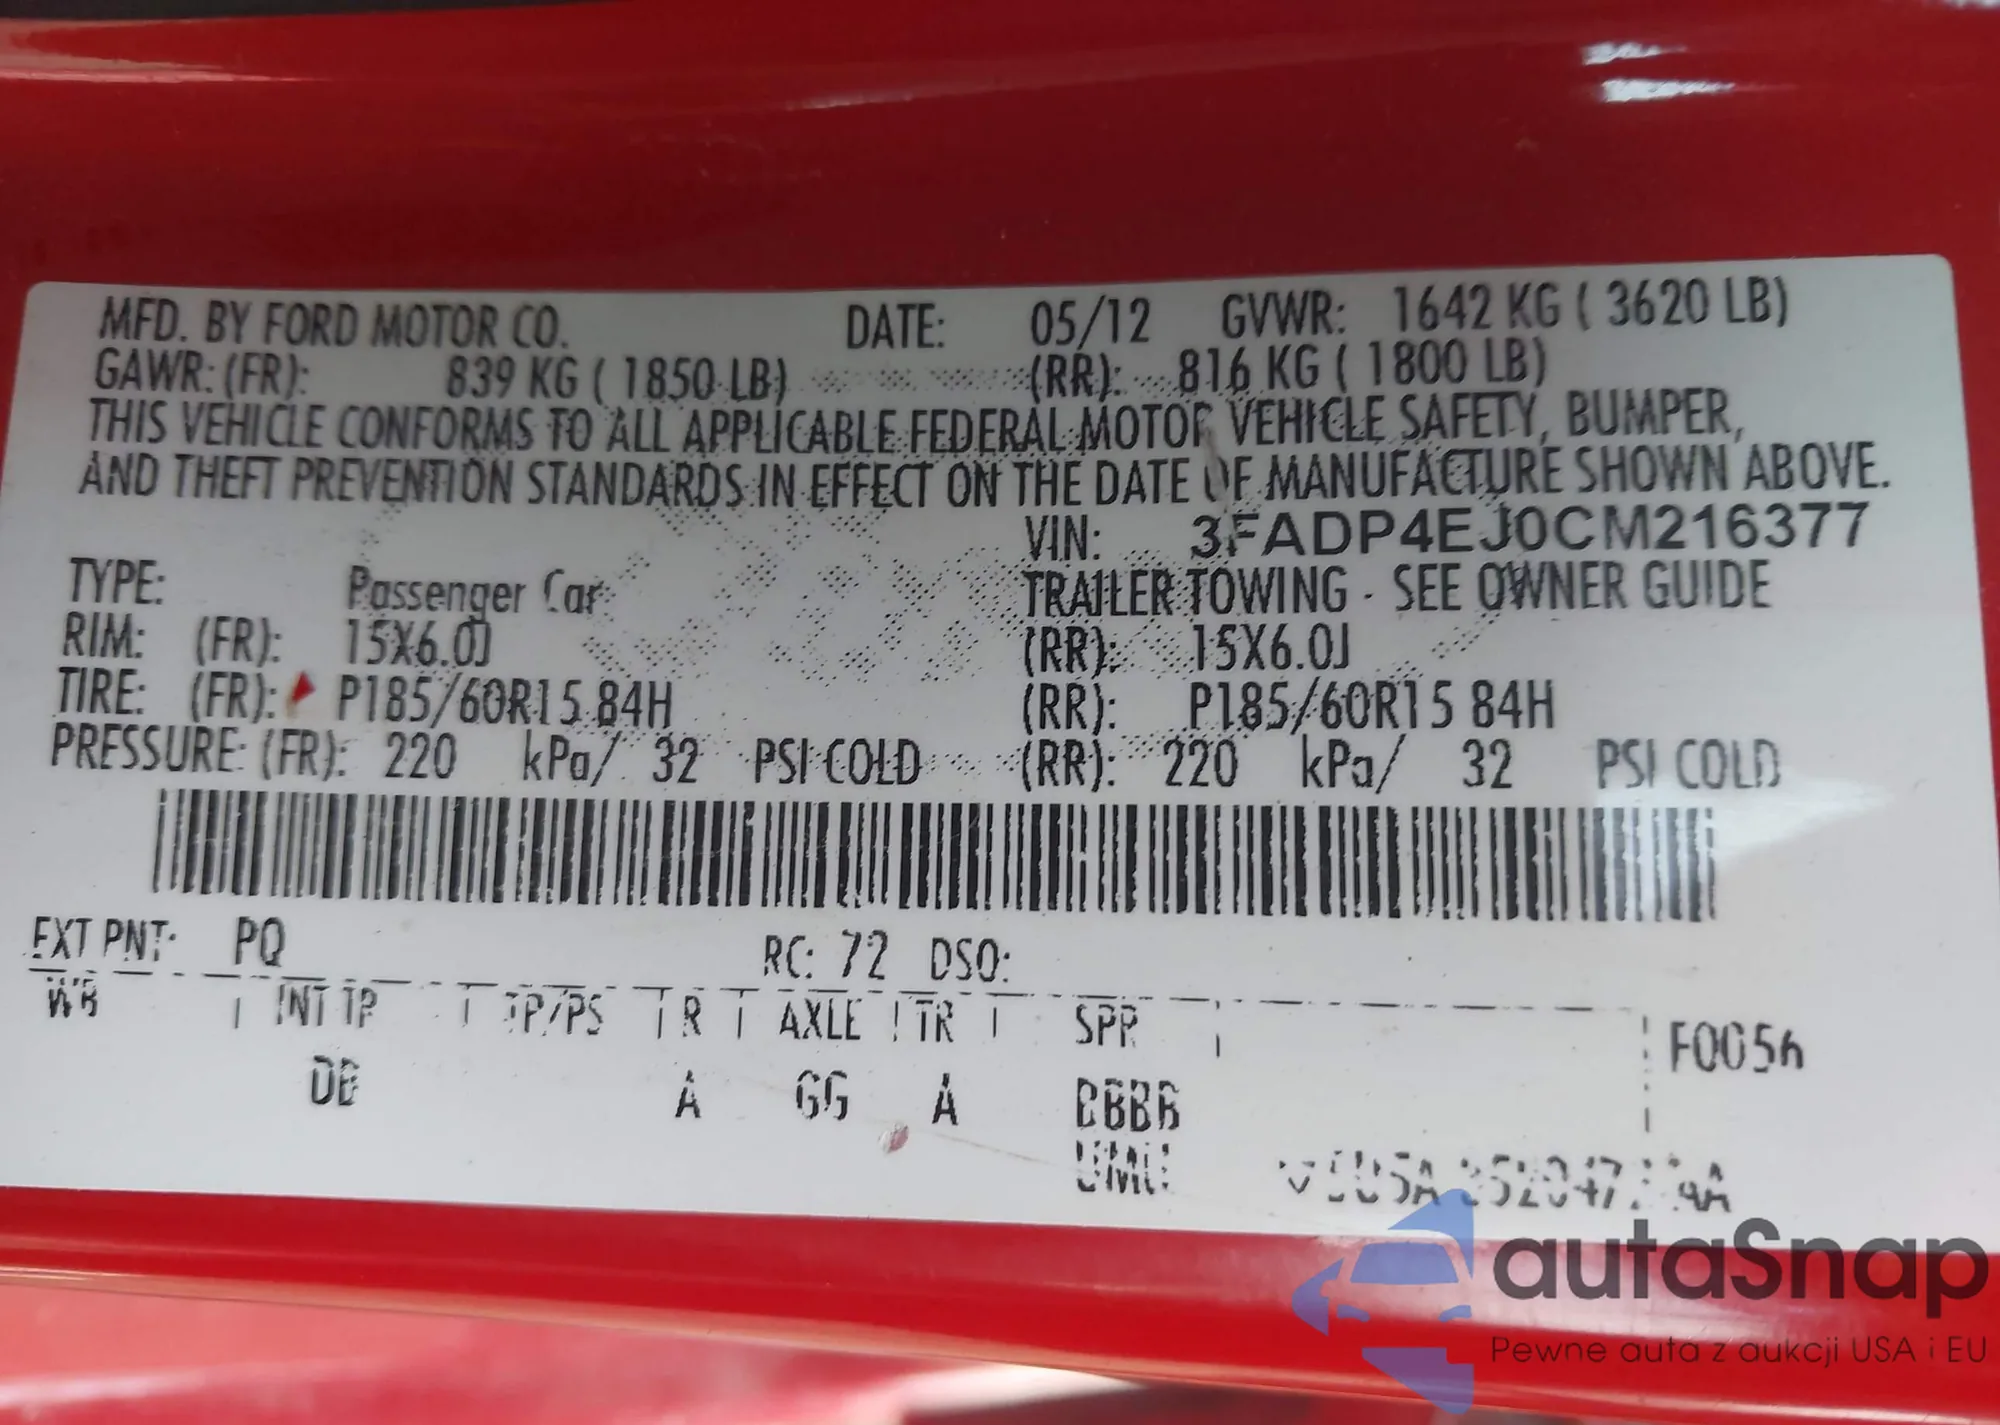 MFD. BY FORD MOTOR CO. DATE: 05/12 GVWR: 1642 KG ( 3620 LB)
GAWR: (FR): 839 KG ( 1850 LB) (RR): 816 KG ( 1800 LB)
THIS VEHICLE CONFORMS TO ALL APPLICABLE FEDERAL MOTOR VEHICLE SAFETY, BUMPER,
AND THEFT PREVENTION STANDARDS IN EFFECT ON THE DATE OF MANUFACTURE SHOWN ABOVE.
VIN: 3FADP4EJ0CM216377
TYPE: Passenger Car TRAILER TOWING - SEE OWNER GUIDE
RIM: (FR): 15X6.0J (RR): 15X6.0J
TIRE: (FR): P185/60R15 84H (RR): P185/60R15 84H
PRESSURE: (FR): 220 kPa/ 32 PSI COLD (RR): 220 kPa/ 32 PSI COLD
EXT PNT: PQ RC: 72 DSO:
WB INT TP TP/PS R AXLE TR SPR
A GG A
autaSnap
Pewne auta z aukcji USA i EU